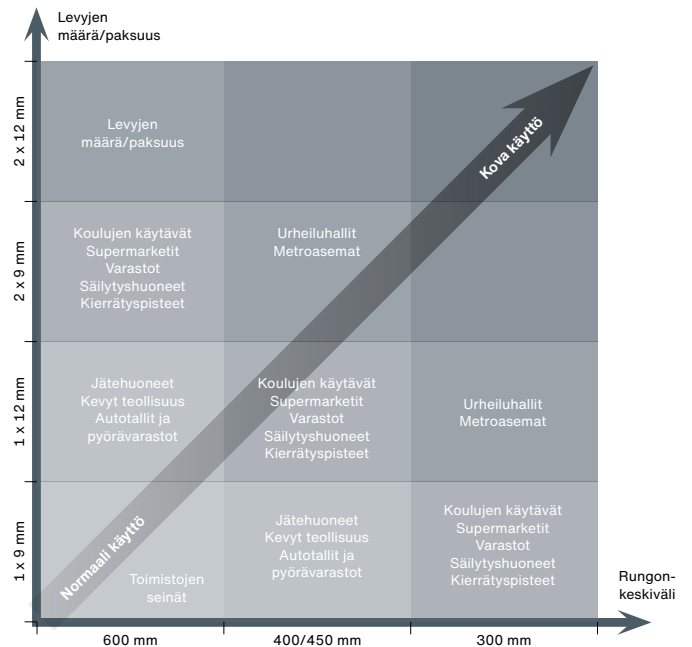 Levyjen
määrä/paksuus
2 x 12 mm
Levyjen
määrä/paksuus
Kova käyttö
2 x 9 mm
Koulujen käytävät
Supermarketit
Varastot
Säilytyshuoneet
Kierrätyspisteet
Urheiluhallit
Metroasemat
1 x 12 mm
Jätehuoneet
Kevyt teollisuus
Autotallit ja
pyörävarastot
Koulujen käytävät
Supermarketit
Varastot
Säilytyshuoneet
Kierrätyspisteet
Urheiluhallit
Metroasemat
1 x 9 mm
Normaali käyttö
Toimistojen
seinät
Jätehuoneet
Kevyt teollisuus
Autotallit ja
pyörävarastot
Koulujen käytävät
Supermarketit
Varastot
Säilytyshuoneet
Kierrätyspisteet
Rungon-
keskiväli
600 mm
400/450 mm
300 mm